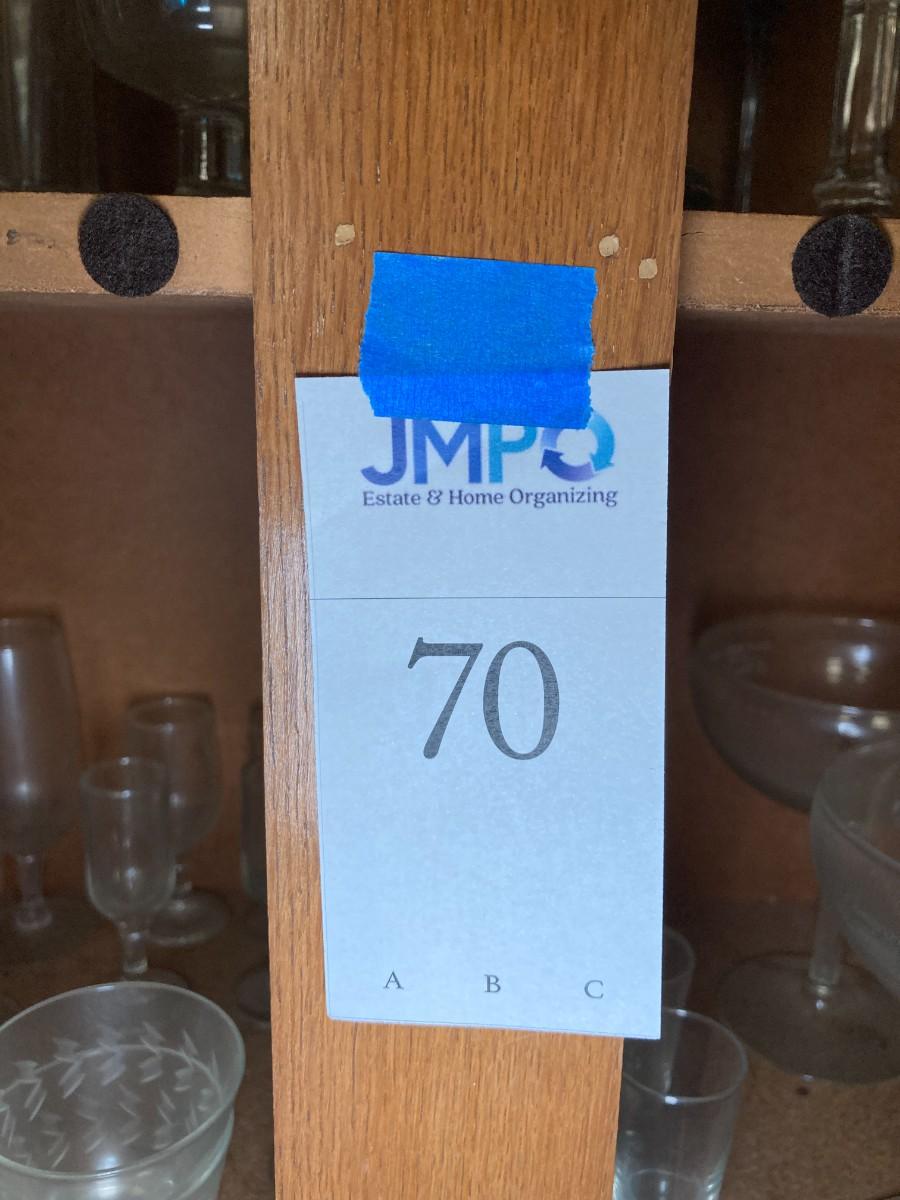 JMPO
Estate & Home Organizing
70
A B C